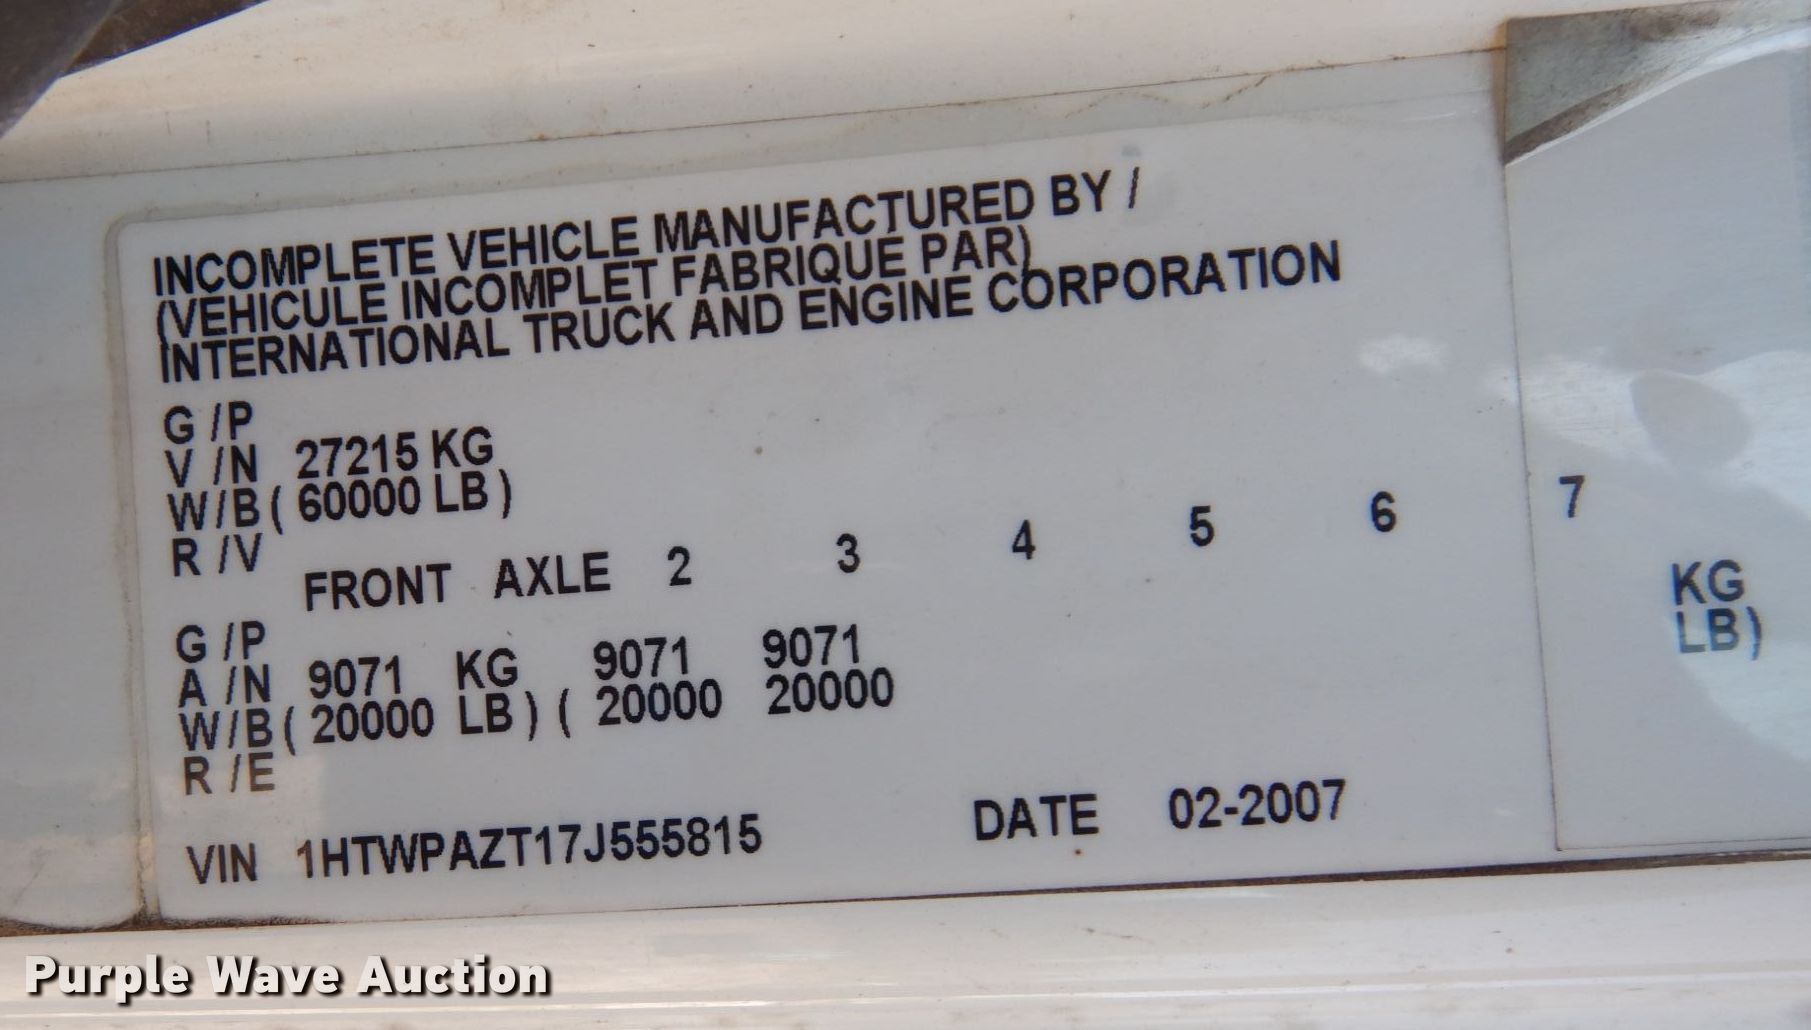 INCOMPLETE VEHICLE MANUFACTURED BY /
(VEHICULE INCOMPLET FABRIQUE PAR)
INTERNATIONAL TRUCK AND ENGINE CORPORATION
G /P
V /N 27215 KG
W/B ( 60000 LB )
R /V
FRONT AXLE 2 3 4 5 6 7
G /P
A /N 9071 KG 9071 9071 KG
W/B ( 20000 LB ) ( 20000 20000 LB)
R /E
VIN 1HTWPAZT17J555815 DATE 02-2007
Purple Wave Auction